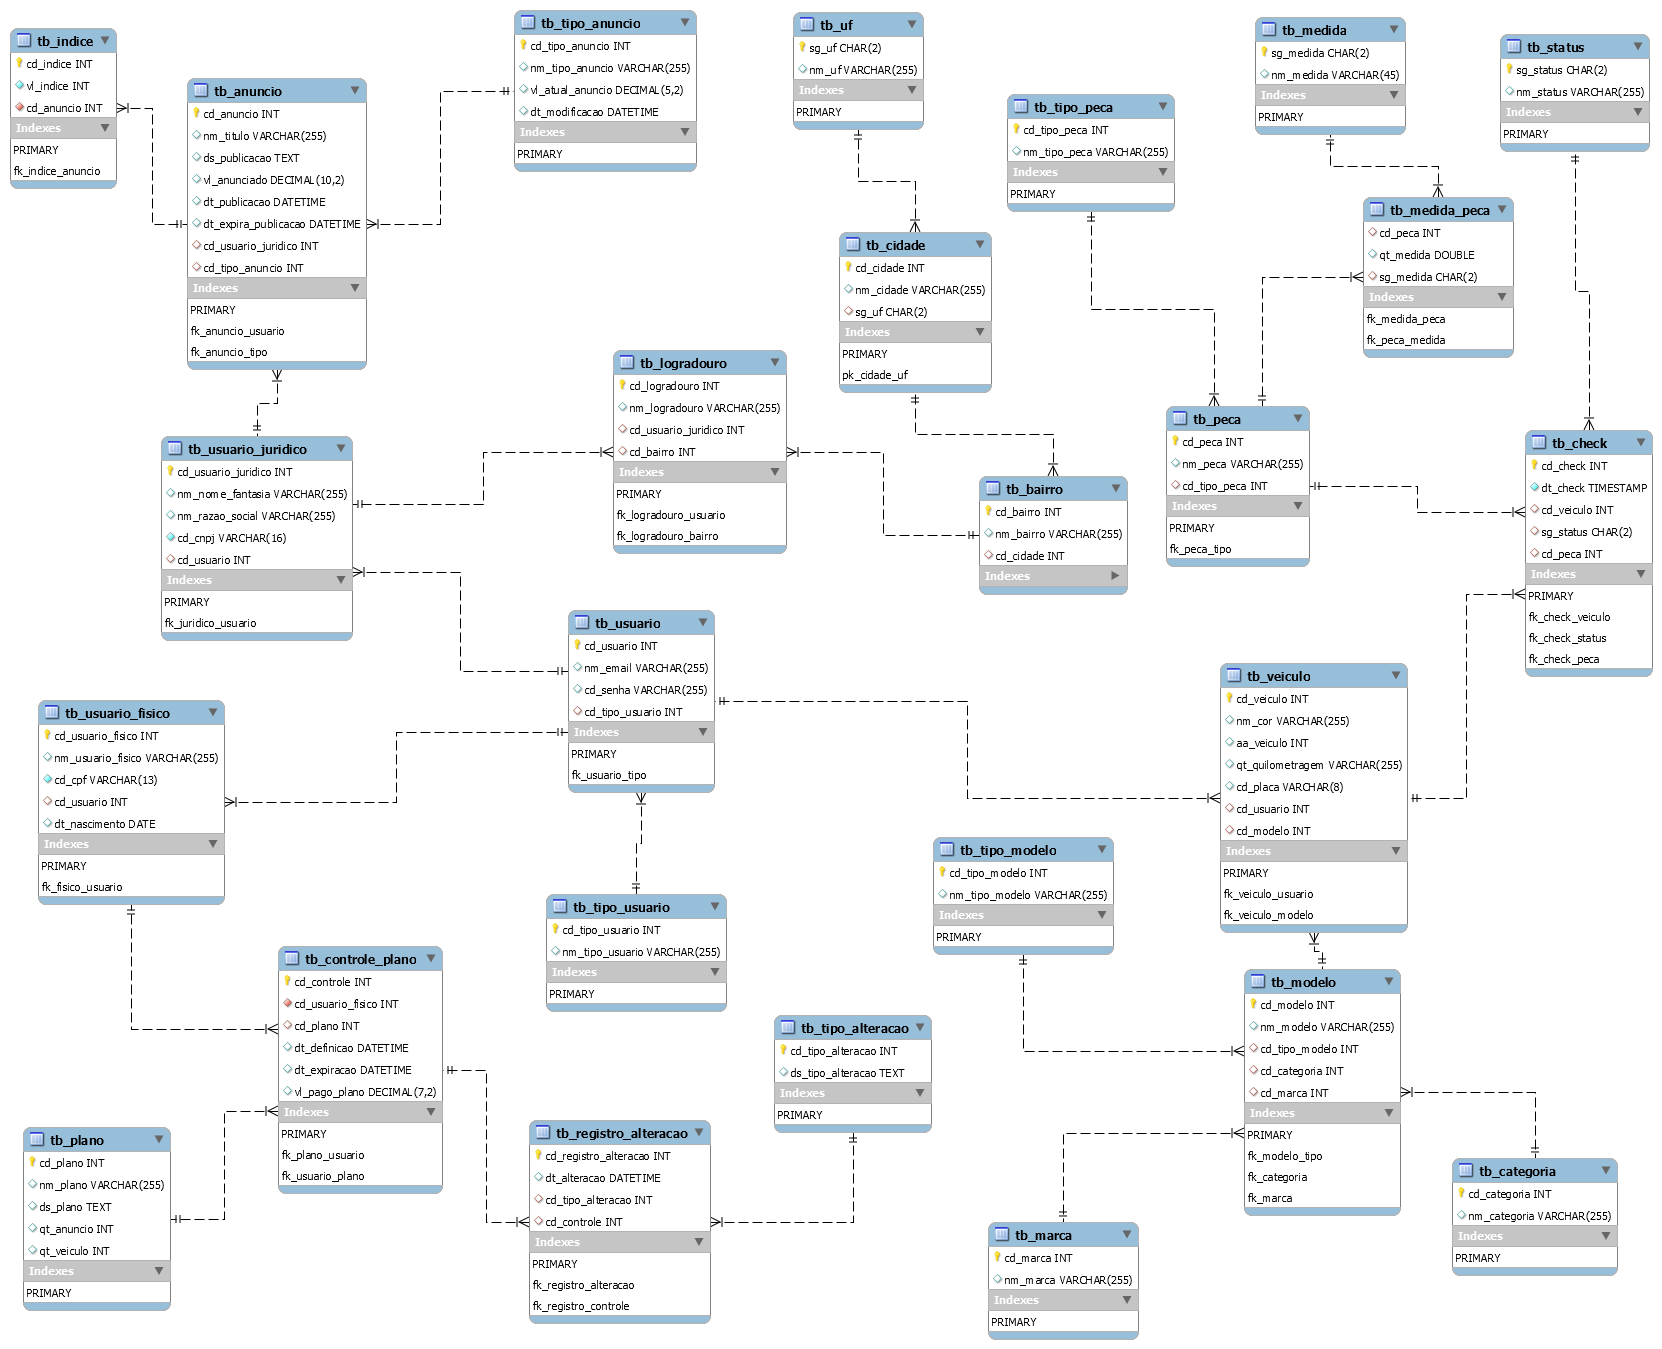 tb_indice
cd_indice INT
vl_indice INT
cd_anuncio INT
Indexes
PRIMARY
fk_indice_anuncio
tb_anuncio
cd_anuncio INT
nm_titulo VARCHAR(255)
ds_publicacao TEXT
vl_anunciado DECIMAL(10,2)
dt_publicacao DATETIME
dt_expira_publicacao DATETIME
cd_usuario_juridico INT
cd_tipo_anuncio INT
Indexes
PRIMARY
fk_anuncio_usuario
fk_anuncio_tipo
tb_tipo_anuncio
cd_tipo_anuncio INT
nm_tipo_anuncio VARCHAR(255)
vl_atual_anuncio DECIMAL(5,2)
dt_modificacao DATETIME
Indexes
PRIMARY
tb_uf
sg_uf CHAR(2)
nm_uf VARCHAR(255)
Indexes
PRIMARY
tb_tipo_peca
cd_tipo_peca INT
nm_tipo_peca VARCHAR(255)
Indexes
PRIMARY
tb_medida
sg_medida CHAR(2)
nm_medida VARCHAR(45)
Indexes
PRIMARY
tb_status
sg_status CHAR(2)
nm_status VARCHAR(255)
Indexes
PRIMARY
tb_medida_peca
cd_peca INT
qt_medida DOUBLE
sg_medida CHAR(2)
Indexes
fk_medida_peca
fk_peca_medida
tb_cidade
cd_cidade INT
nm_cidade VARCHAR(255)
sg_uf CHAR(2)
Indexes
PRIMARY
pk_cidade_uf
tb_logradouro
cd_logradouro INT
nm_logradouro VARCHAR(255)
cd_usuario_juridico INT
cd_bairro INT
Indexes
PRIMARY
fk_logradouro_usuario
fk_logradouro_bairro
tb_peca
cd_peca INT
nm_peca VARCHAR(255)
cd_tipo_peca INT
Indexes
PRIMARY
fk_peca_tipo
tb_check
cd_check INT
dt_check TIMESTAMP
cd_veiculo INT
sg_status CHAR(2)
cd_peca INT
Indexes
PRIMARY
fk_check_veiculo
fk_check_status
fk_check_peca
tb_usuario_juridico
cd_usuario_juridico INT
nm_nome_fantasia VARCHAR(255)
nm_razao_social VARCHAR(255)
cd_cnpj VARCHAR(16)
cd_usuario INT
Indexes
PRIMARY
fk_juridico_usuario
tb_bairro
cd_bairro INT
nm_bairro VARCHAR(255)
cd_cidade INT
Indexes
tb_usuario
cd_usuario INT
nm_email VARCHAR(255)
cd_senha VARCHAR(255)
cd_tipo_usuario INT
Indexes
PRIMARY
fk_usuario_tipo
tb_veiculo
cd_veiculo INT
nm_cor VARCHAR(255)
aa_veiculo INT
qt_quilometragem VARCHAR(255)
cd_placa VARCHAR(8)
cd_usuario INT
cd_modelo INT
Indexes
PRIMARY
fk_veiculo_usuario
fk_veiculo_modelo
tb_usuario_fisico
cd_usuario_fisico INT
nm_usuario_fisico VARCHAR(255)
cd_cpf VARCHAR(13)
cd_usuario INT
dt_nascimento DATE
Indexes
PRIMARY
fk_fisico_usuario
tb_tipo_modelo
cd_tipo_modelo INT
nm_tipo_modelo VARCHAR(255)
Indexes
PRIMARY
tb_tipo_usuario
cd_tipo_usuario INT
nm_tipo_usuario VARCHAR(255)
Indexes
PRIMARY
tb_controle_plano
cd_controle INT
cd_usuario_fisico INT
cd_plano INT
dt_definicao DATETIME
dt_expiracao DATETIME
vl_pago_plano DECIMAL(7,2)
Indexes
PRIMARY
fk_plano_usuario
fk_usuario_plano
tb_modelo
cd_modelo INT
nm_modelo VARCHAR(255)
cd_tipo_modelo INT
cd_categoria INT
cd_marca INT
Indexes
PRIMARY
fk_modelo_tipo
fk_categoria
fk_marca
tb_tipo_alteracao
cd_tipo_alteracao INT
ds_tipo_alteracao TEXT
Indexes
PRIMARY
tb_plano
cd_plano INT
nm_plano VARCHAR(255)
ds_plano TEXT
qt_anuncio INT
qt_veiculo INT
Indexes
PRIMARY
tb_registro_alteracao
cd_registro_alteracao INT
dt_alteracao DATETIME
cd_tipo_alteracao INT
cd_controle INT
Indexes
PRIMARY
fk_registro_alteracao
fk_registro_controle
tb_categoria
cd_categoria INT
nm_categoria VARCHAR(255)
Indexes
PRIMARY
tb_marca
cd_marca INT
nm_marca VARCHAR(255)
Indexes
PRIMARY